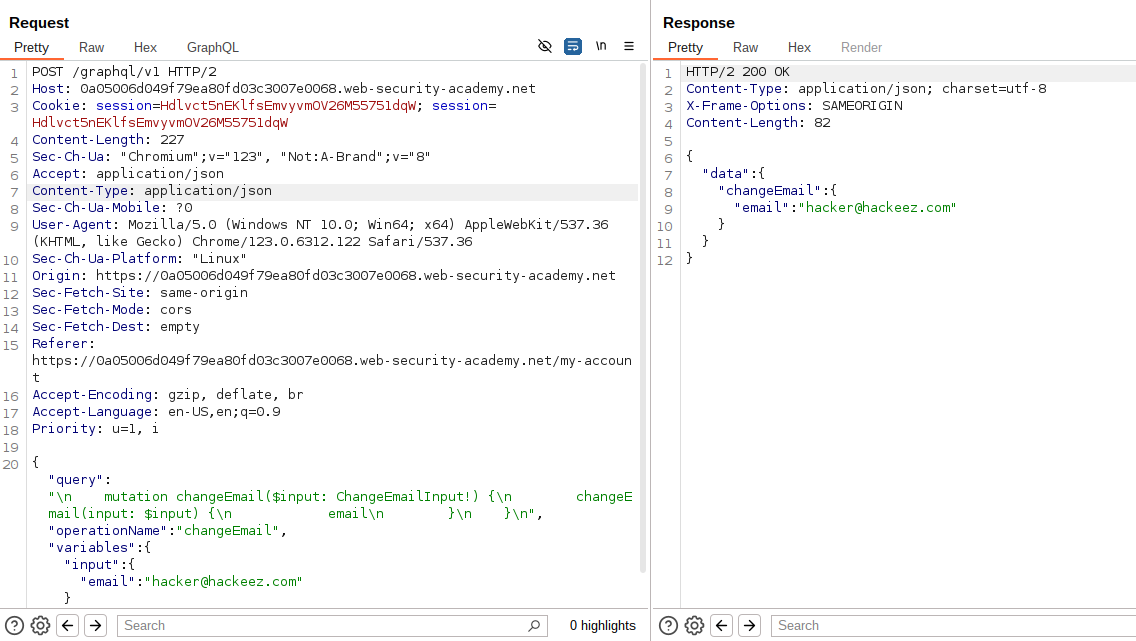 Request
Pretty Raw Hex GraphQL \n
1 POST /graphql/v1 HTTP/2
2 Host: 0a05006d049f79ea80fd03c3007e0068.web-security-academy.net
3 Cookie: session=Hdlvct5nEKlfsEmvyvmOV26M55751dqW; session=
Hdlvct5nEKlfsEmvyvmOV26M55751dqW
4 Content-Length: 227
5 Sec-Ch-Ua: "Chromium";v="123", "Not:A-Brand";v="8"
6 Accept: application/json
7 Content-Type: application/json
8 Sec-Ch-Ua-Mobile: ?0
9 User-Agent: Mozilla/5.0 (Windows NT 10.0; Win64; x64) AppleWebKit/537.36
(KHTML, like Gecko) Chrome/123.0.6312.122 Safari/537.36
10 Sec-Ch-Ua-Platform: "Linux"
11 Origin: https://0a05006d049f79ea80fd03c3007e0068.web-security-academy.net
12 Sec-Fetch-Site: same-origin
13 Sec-Fetch-Mode: cors
14 Sec-Fetch-Dest: empty
15 Referer:
https://0a05006d049f79ea80fd03c3007e0068.web-security-academy.net/my-accoun
t
16 Accept-Encoding: gzip, deflate, br
17 Accept-Language: en-US,en;q=0.9
18 Priority: u=1, i
19
20 {
"query":
"\n    mutation changeEmail($input: ChangeEmailInput!) {\n        changeE
mail(input: $input) {\n            email\n        }\n    }\n",
"operationName":"changeEmail",
"variables":{
"input":{
"email":"hacker@hackeez.com"
}
Search 0 highlights
Response
Pretty Raw Hex Render
1 HTTP/2 200 OK
2 Content-Type: application/json; charset=utf-8
3 X-Frame-Options: SAMEORIGIN
4 Content-Length: 82
5
6 {
7 "data":{
8 "changeEmail":{
9 "email":"hacker@hackeez.com"
10 }
11 }
12 }
Search